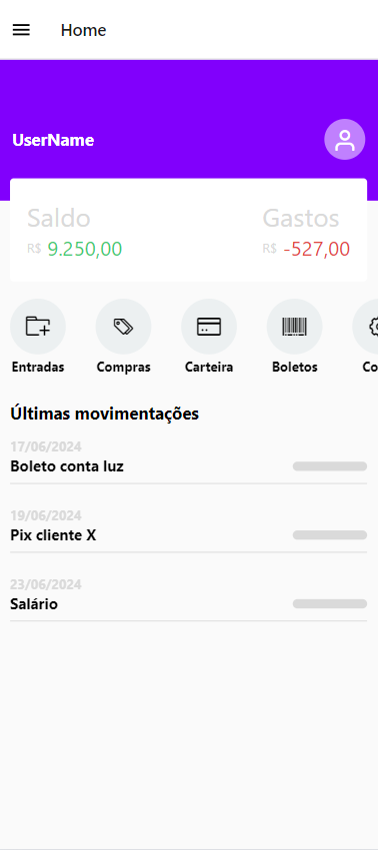 Home
UserName
Saldo Gastos
R$ 9.250,00 R$ -527,00
Entradas Compras Carteira Boletos Co
Últimas movimentações
17/06/2024
Boleto conta luz
19/06/2024
Pix cliente X
23/06/2024
Salário